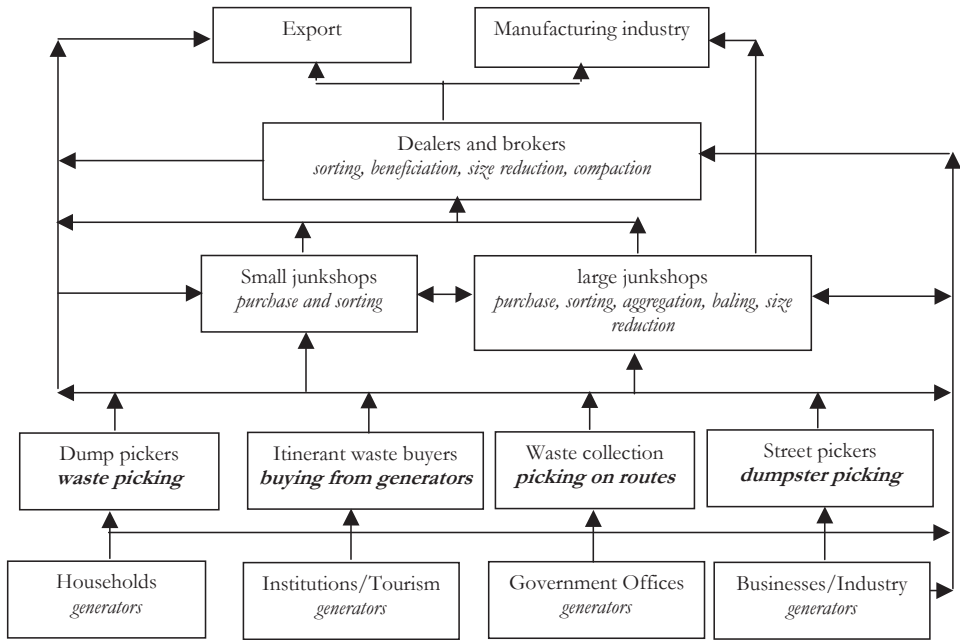 Export
Manufacturing industry
Dealers and brokers
sorting, beneficiation, size reduction, compaction
Small junkshops
purchase and sorting
large junkshops
purchase, sorting, aggregation, baling, size
reduction
Dump pickers
waste picking
Itinerant waste buyers
buying from generators
Waste collection
picking on routes
Street pickers
dumpster picking
Households
generators
Institutions/Tourism
generators
Government Offices
generators
Businesses/Industry
generators